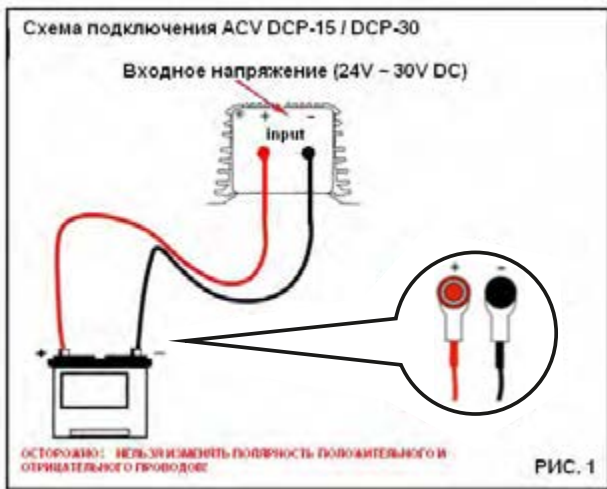 Схема подключения ACV DCP-15 / DCP-30
Входное напряжение (24V ~ 30V DC)
+ −
input
+ −
+ −
ОСТОРОЖНО! НЕЛЬЗЯ ИЗМЕНЯТЬ ПОЛЯРНОСТЬ ПОЛОЖИТЕЛЬНОГО И
ОТРИЦАТЕЛЬНОГО ПРОВОДОВ!
РИС. 1